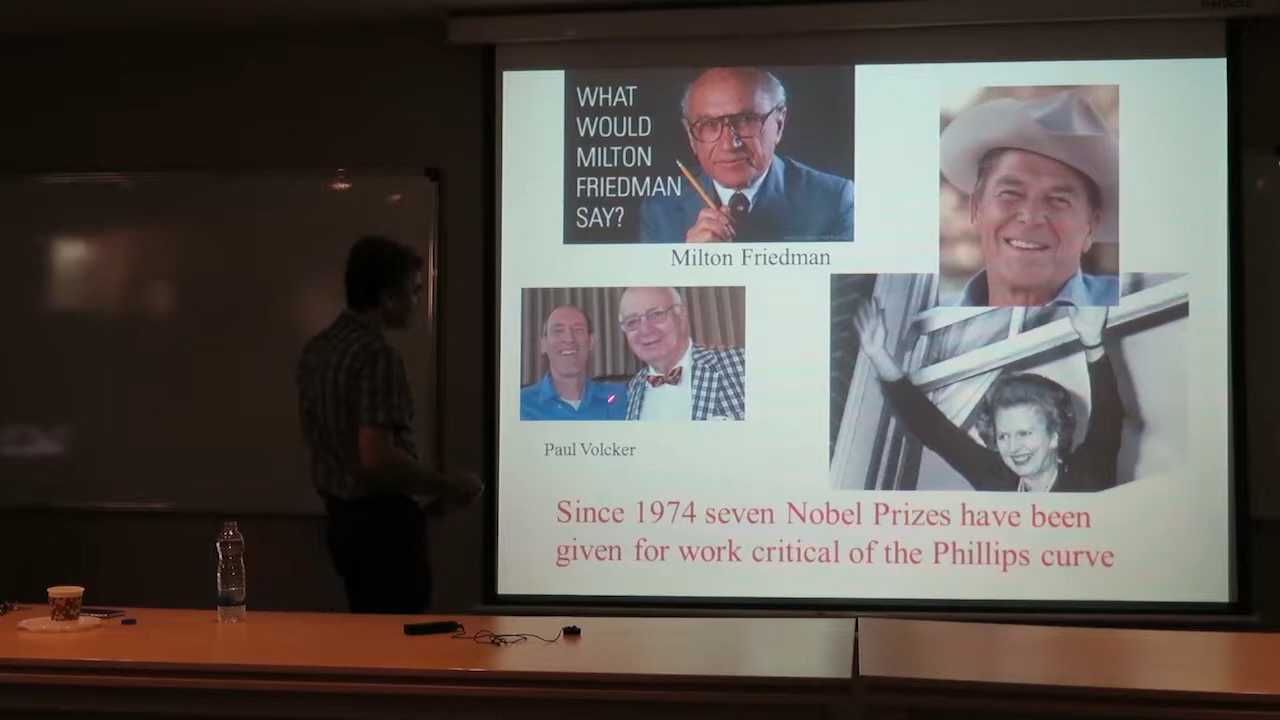 WHAT
WOULD
MILTON
FRIEDMAN
SAY?
Milton Friedman
Paul Volcker
Since 1974 seven Nobel Prizes have been
given for work critical of the Phillips curve